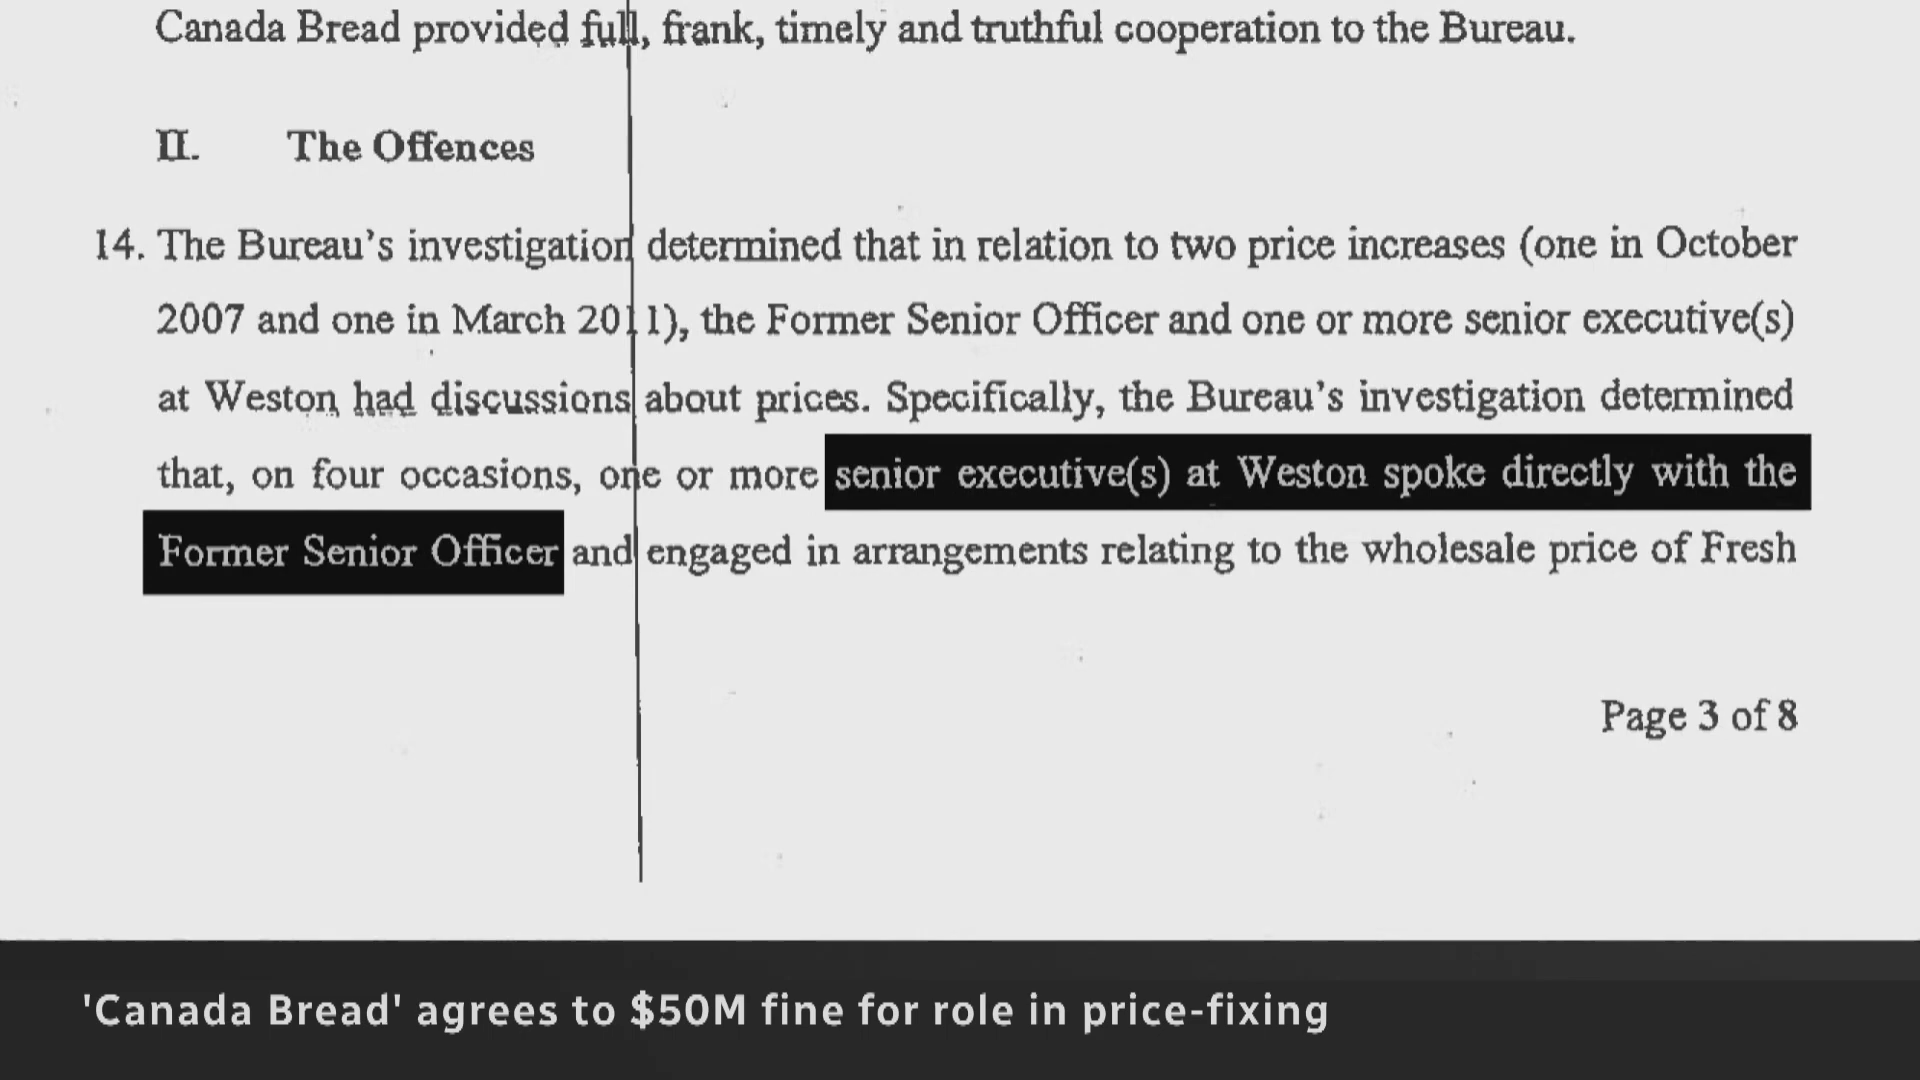 Canada Bread provided full, frank, timely and truthful cooperation to the Bureau.
II. The Offences
14. The Bureau's investigation determined that in relation to two price increases (one in October
2007 and one in March 2011), the Former Senior Officer and one or more senior executive(s)
at Weston had discussions about prices. Specifically, the Bureau's investigation determined
that, on four occasions, one or more senior executive(s) at Weston spoke directly with the
Former Senior Officer and engaged in arrangements relating to the wholesale price of Fresh
Page 3 of 8
'Canada Bread' agrees to $50M fine for role in price-fixing